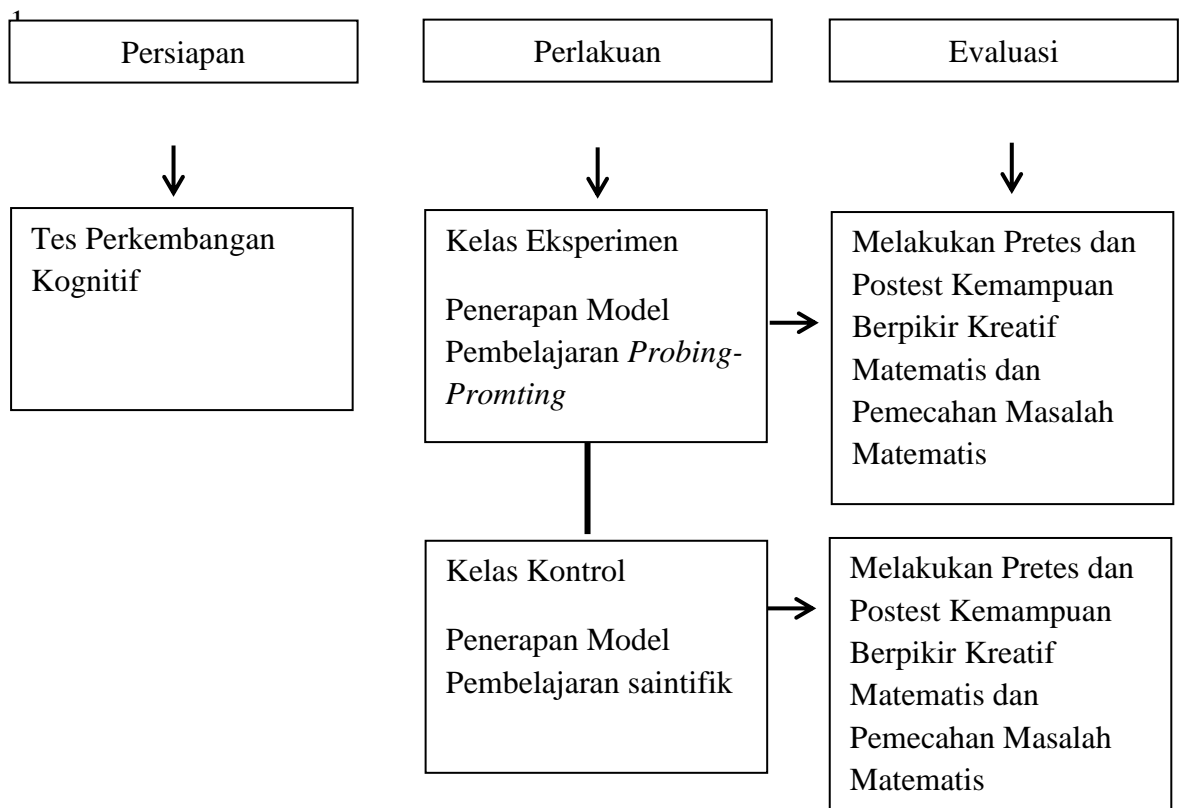 Persiapan
Perlakuan
Evaluasi
Tes Perkembangan
Kognitif
Kelas Eksperimen
Penerapan Model
Pembelajaran Probing-
Promting
Melakukan Pretes dan
Postest Kemampuan
Berpikir Kreatif
Matematis dan
Pemecahan Masalah
Matematis
Kelas Kontrol
Penerapan Model
Pembelajaran saintifik
Melakukan Pretes dan
Postest Kemampuan
Berpikir Kreatif
Matematis dan
Pemecahan Masalah
Matematis